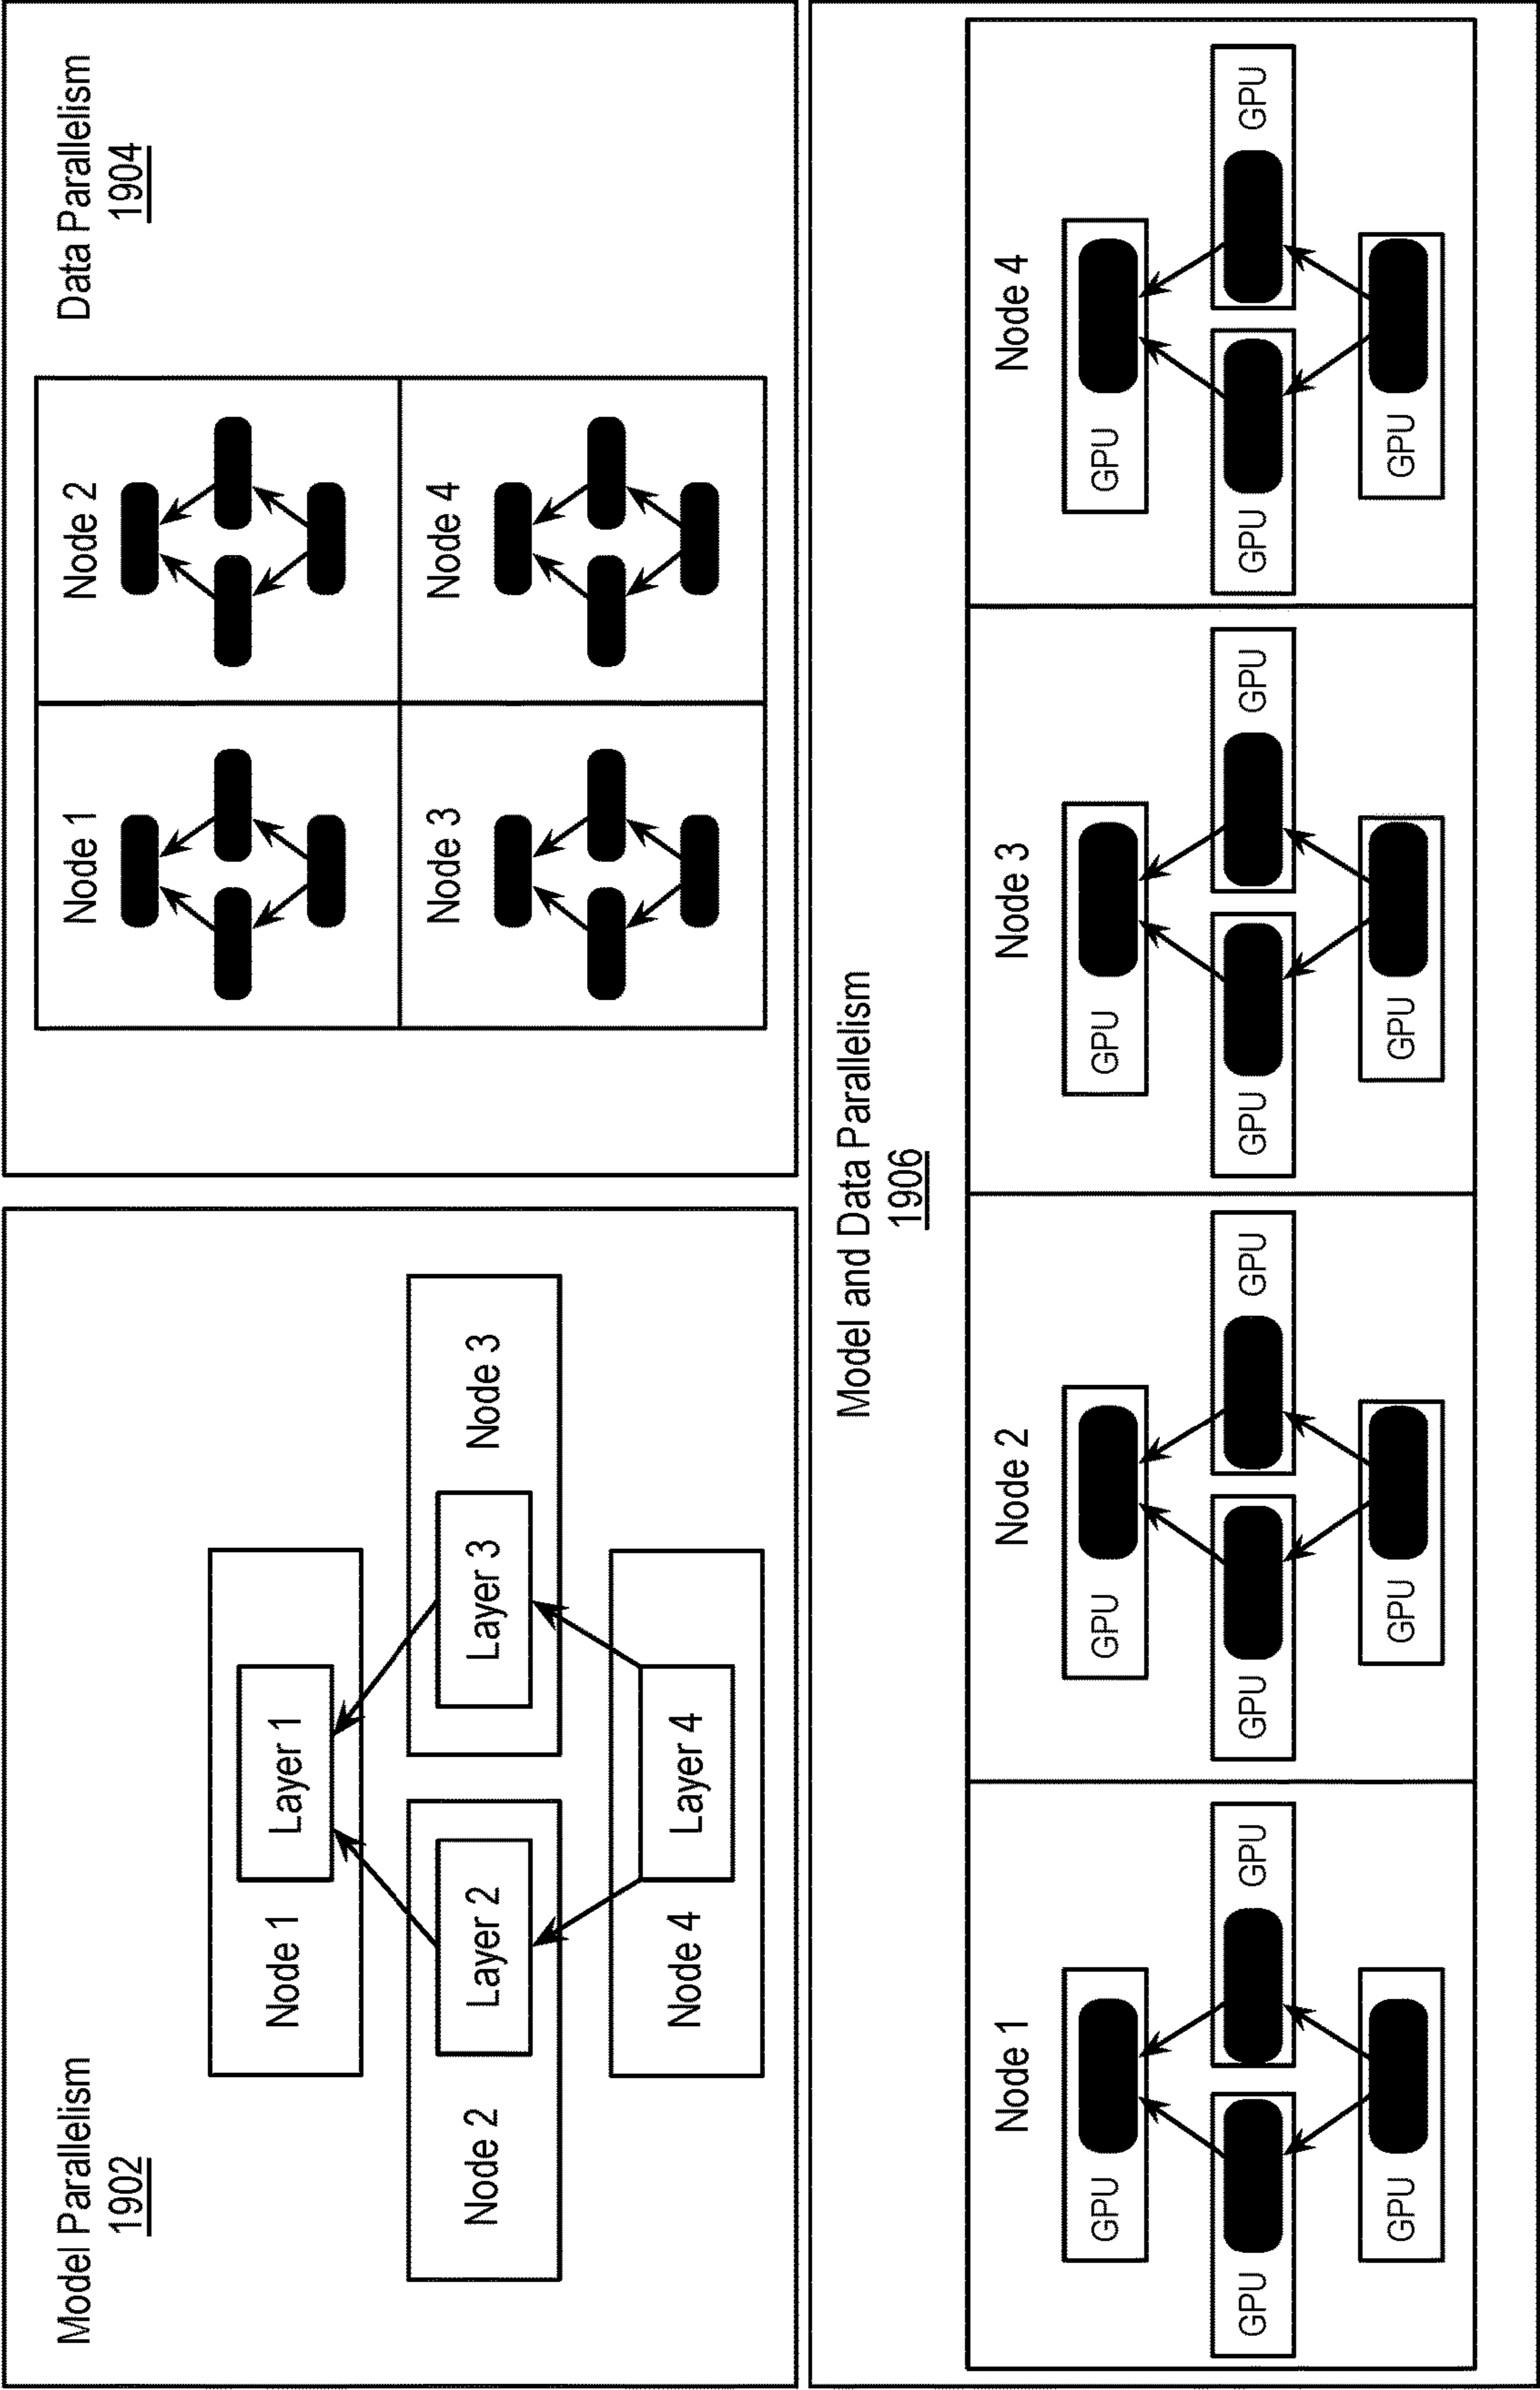 Model Parallelism
1902
Node 1
Layer 1
Node 2
Layer 2
Layer 3
Node 3
Node 4
Layer 4
Data Parallelism
1904
Node 1
Node 2
Node 3
Node 4
Model and Data Parallelism
1906
Node 1
GPU
GPU
GPU
GPU
Node 2
GPU
GPU
GPU
GPU
Node 3
GPU
GPU
GPU
GPU
Node 4
GPU
GPU
GPU
GPU